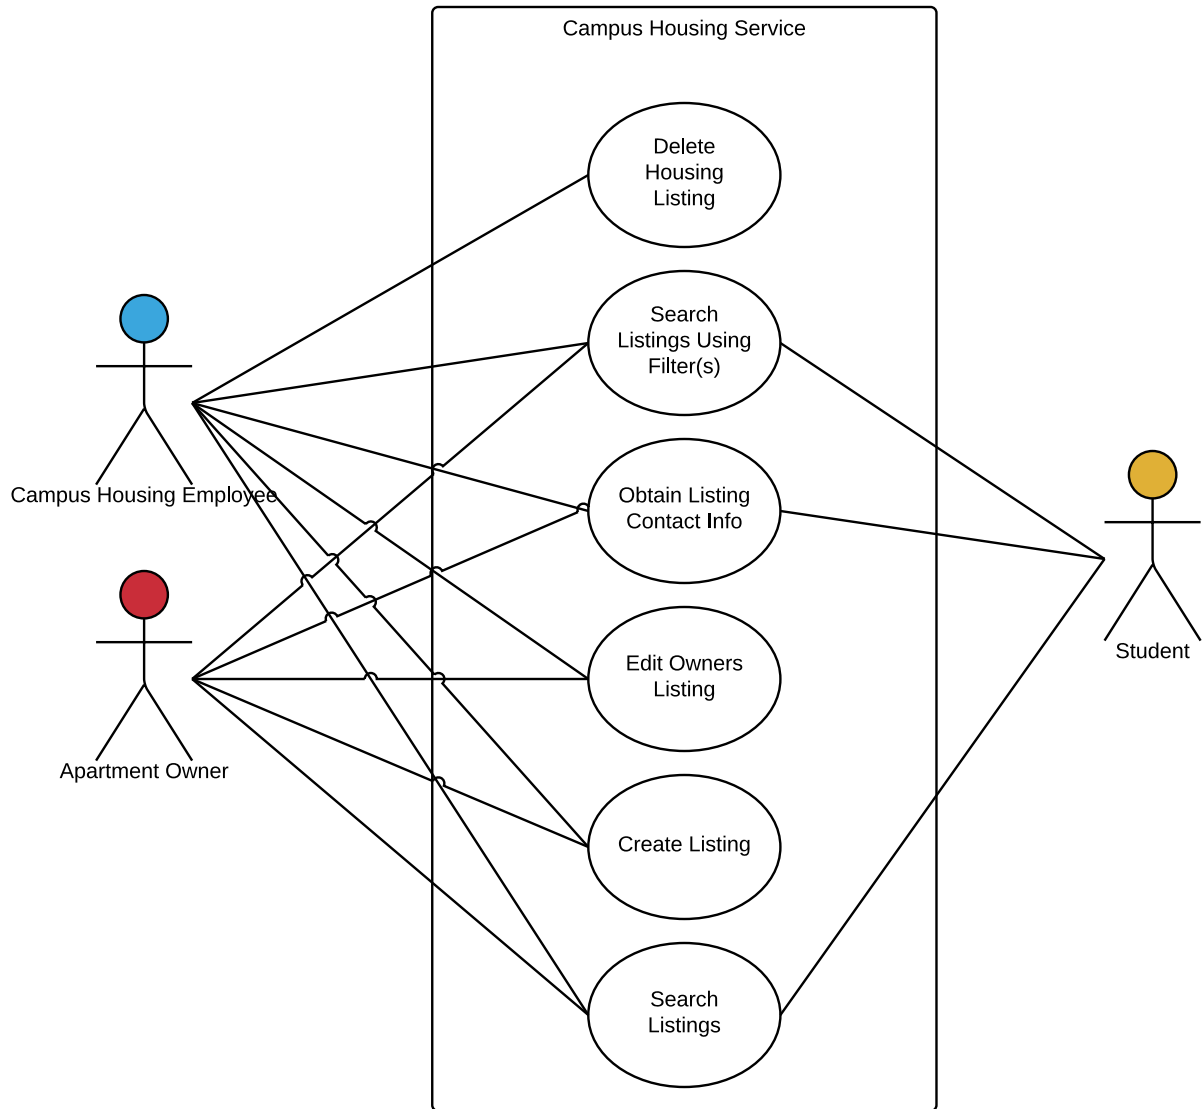 Campus Housing Service
Delete
Housing
Listing
Search
Listings Using
Filter(s)
Campus Housing Employee
Obtain Listing
Contact Info
Student
Edit Owners
Listing
Apartment Owner
Create Listing
Search
Listings